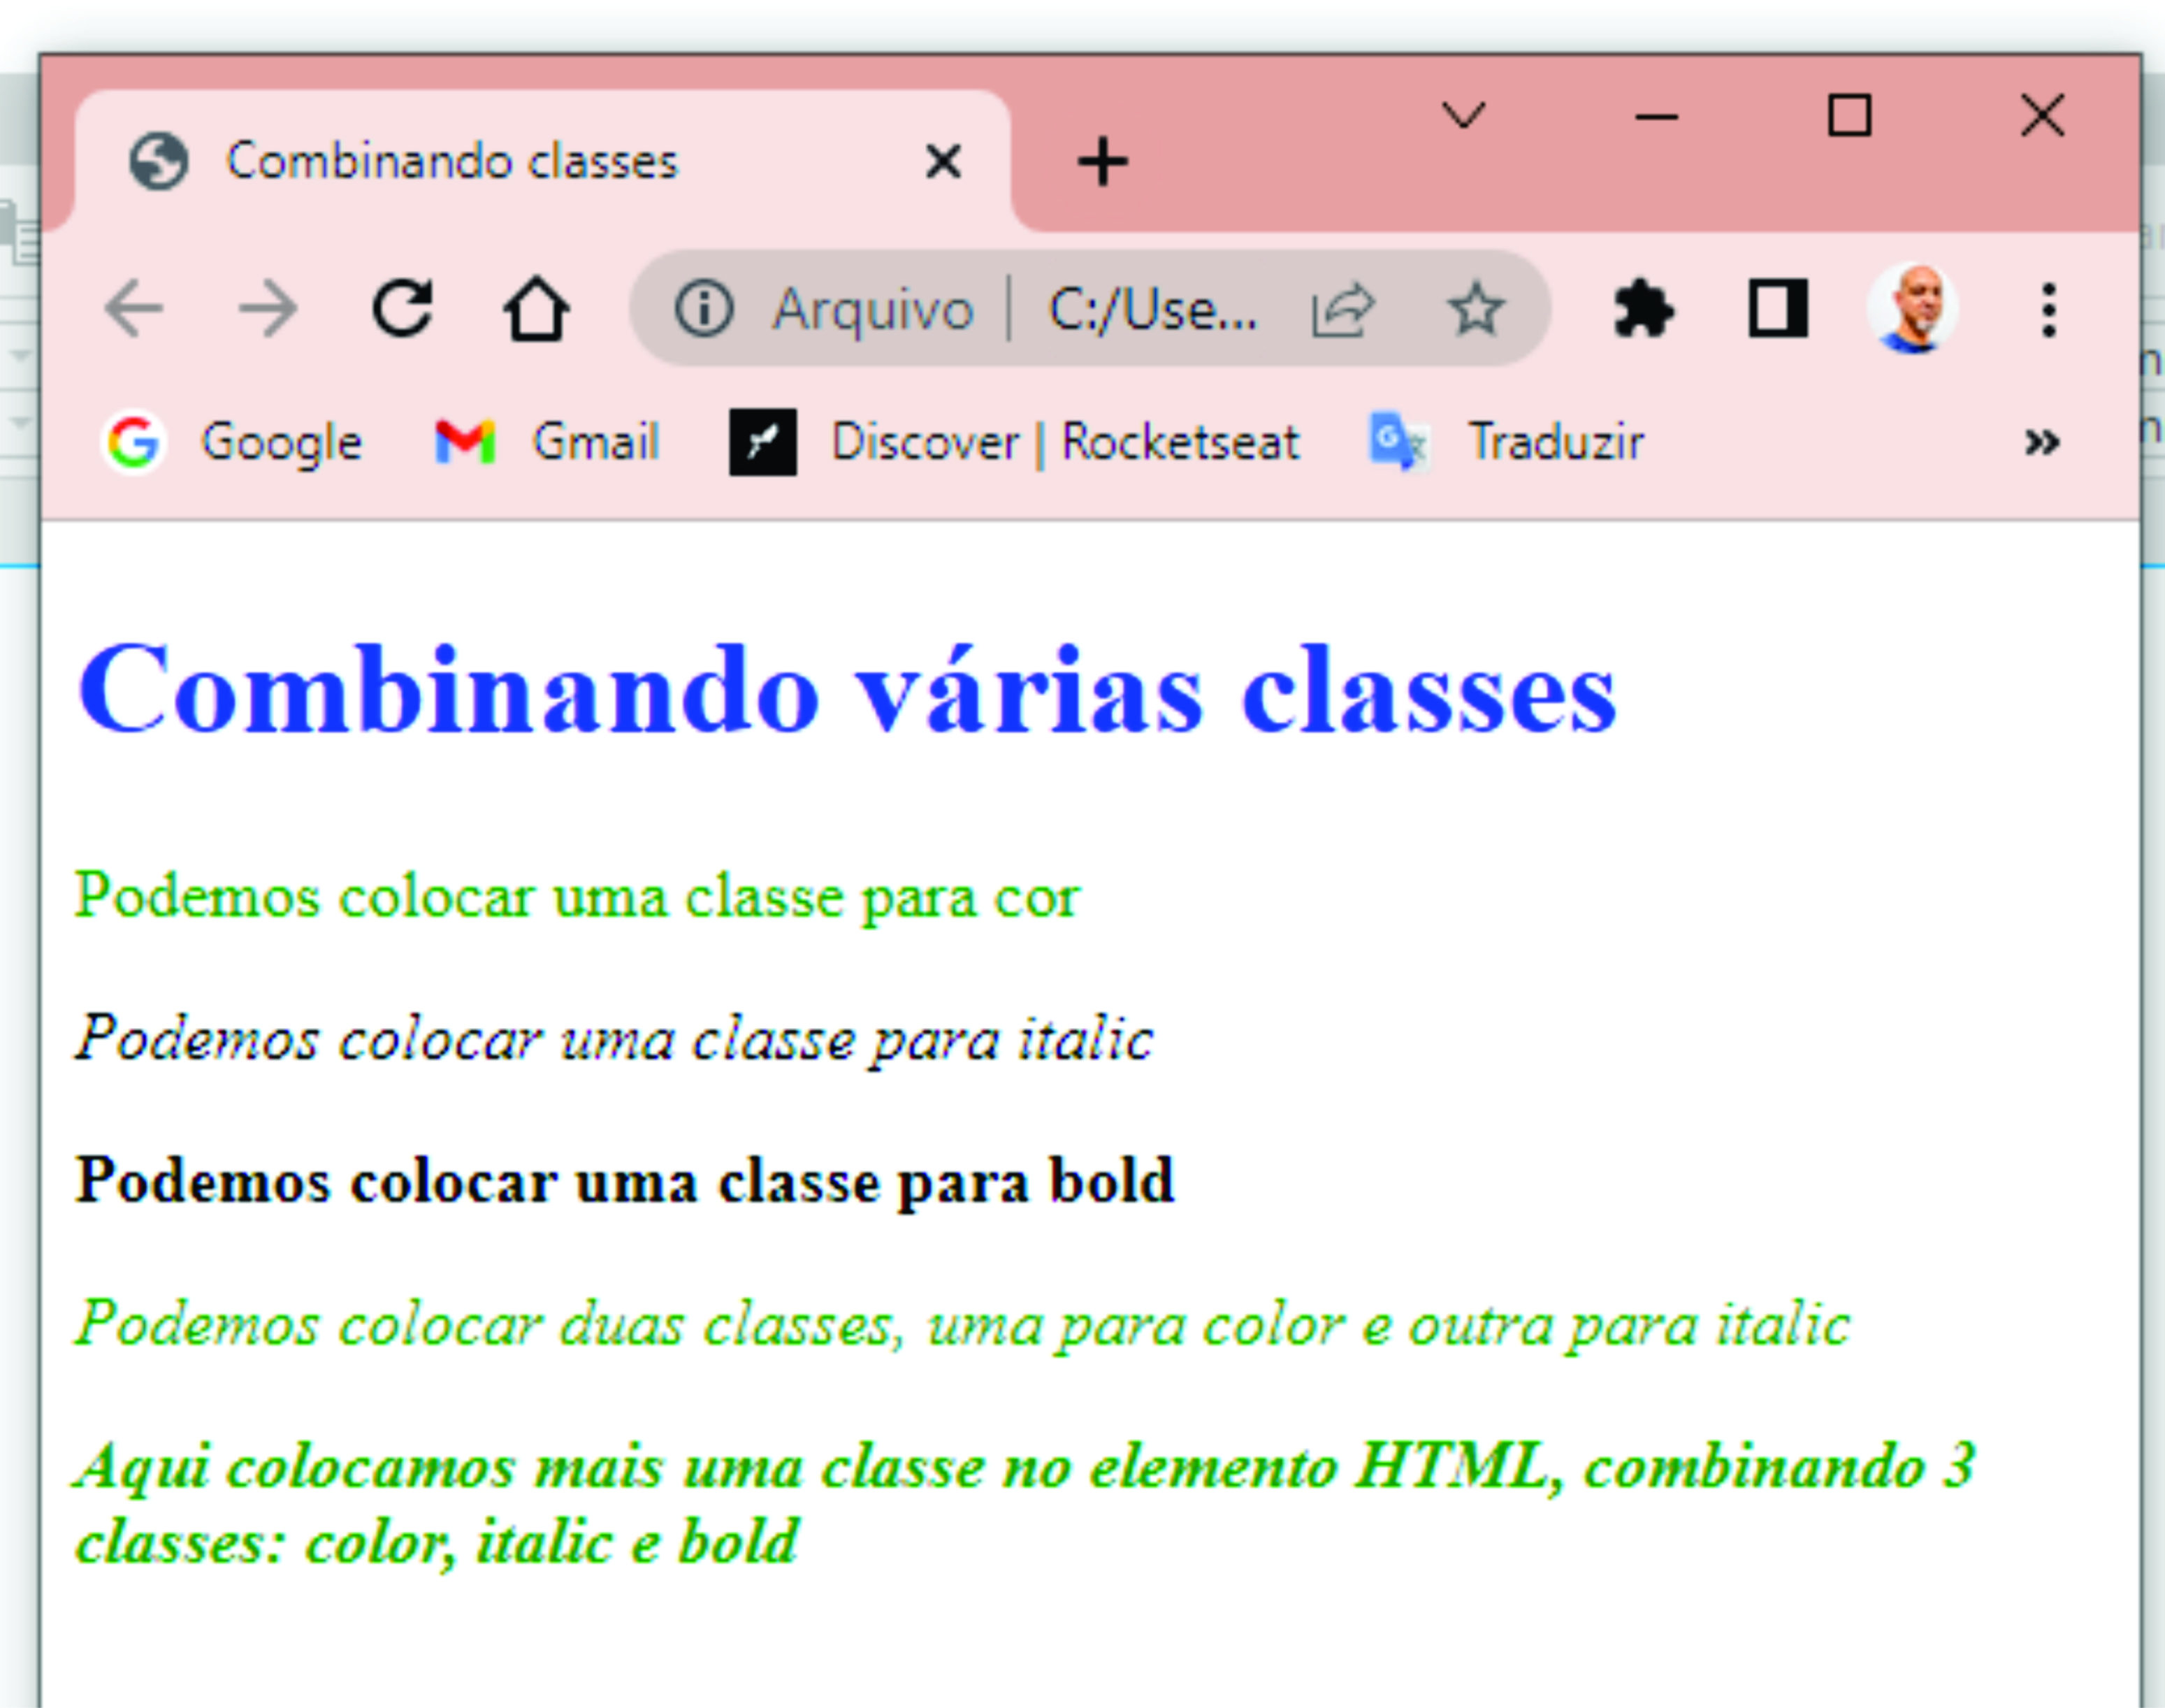 Combinando classes
Arquivo | C:/Use...
Google Gmail Discover | Rocketseat Traduzir »
Combinando várias classes
Podemos colocar uma classe para cor
Podemos colocar uma classe para italic
Podemos colocar uma classe para bold
Podemos colocar duas classes, uma para color e outra para italic
Aqui colocamos mais uma classe no elemento HTML, combinando 3
classes: color, italic e bold